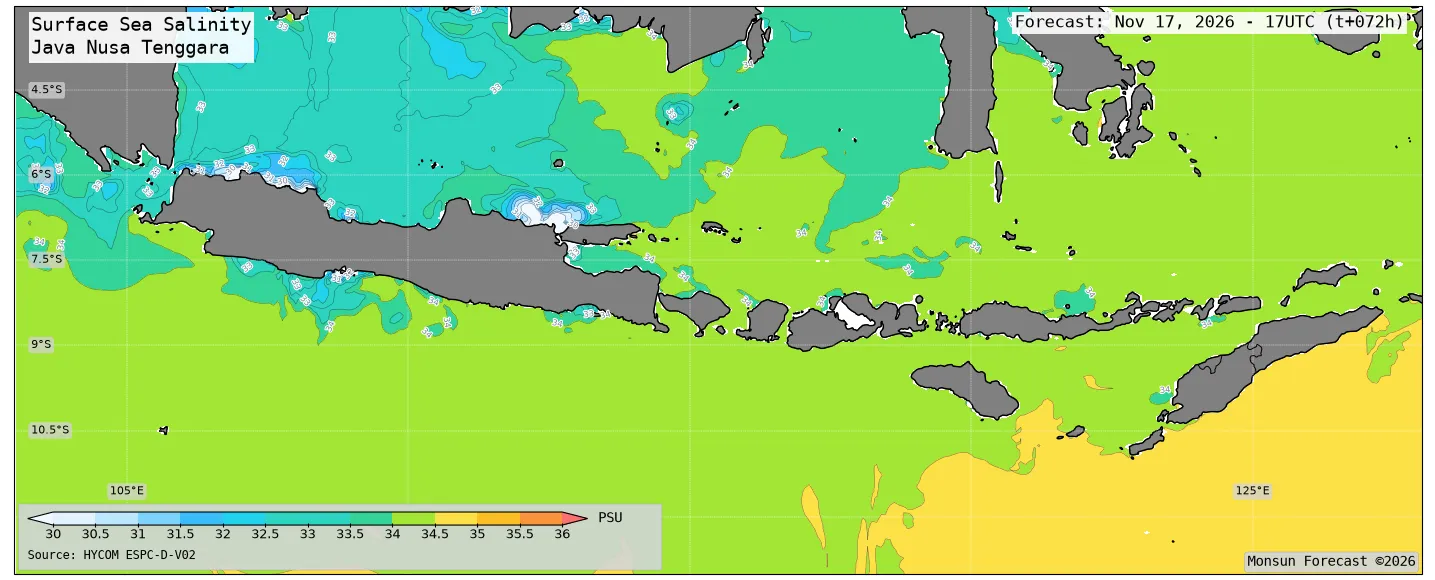 Surface Sea Salinity
Java Nusa Tenggara
Forecast: Nov 17, 2026 - 17UTC (t+072h)
4.5°S
6°S
7.5°S
9°S
10.5°S
105°E
125°E
30 30.5 31 31.5 32 32.5 33 33.5 34 34.5 35 35.5 36
PSU
Source: HYCOM ESPC-D-V02
Monsun Forecast ©2026